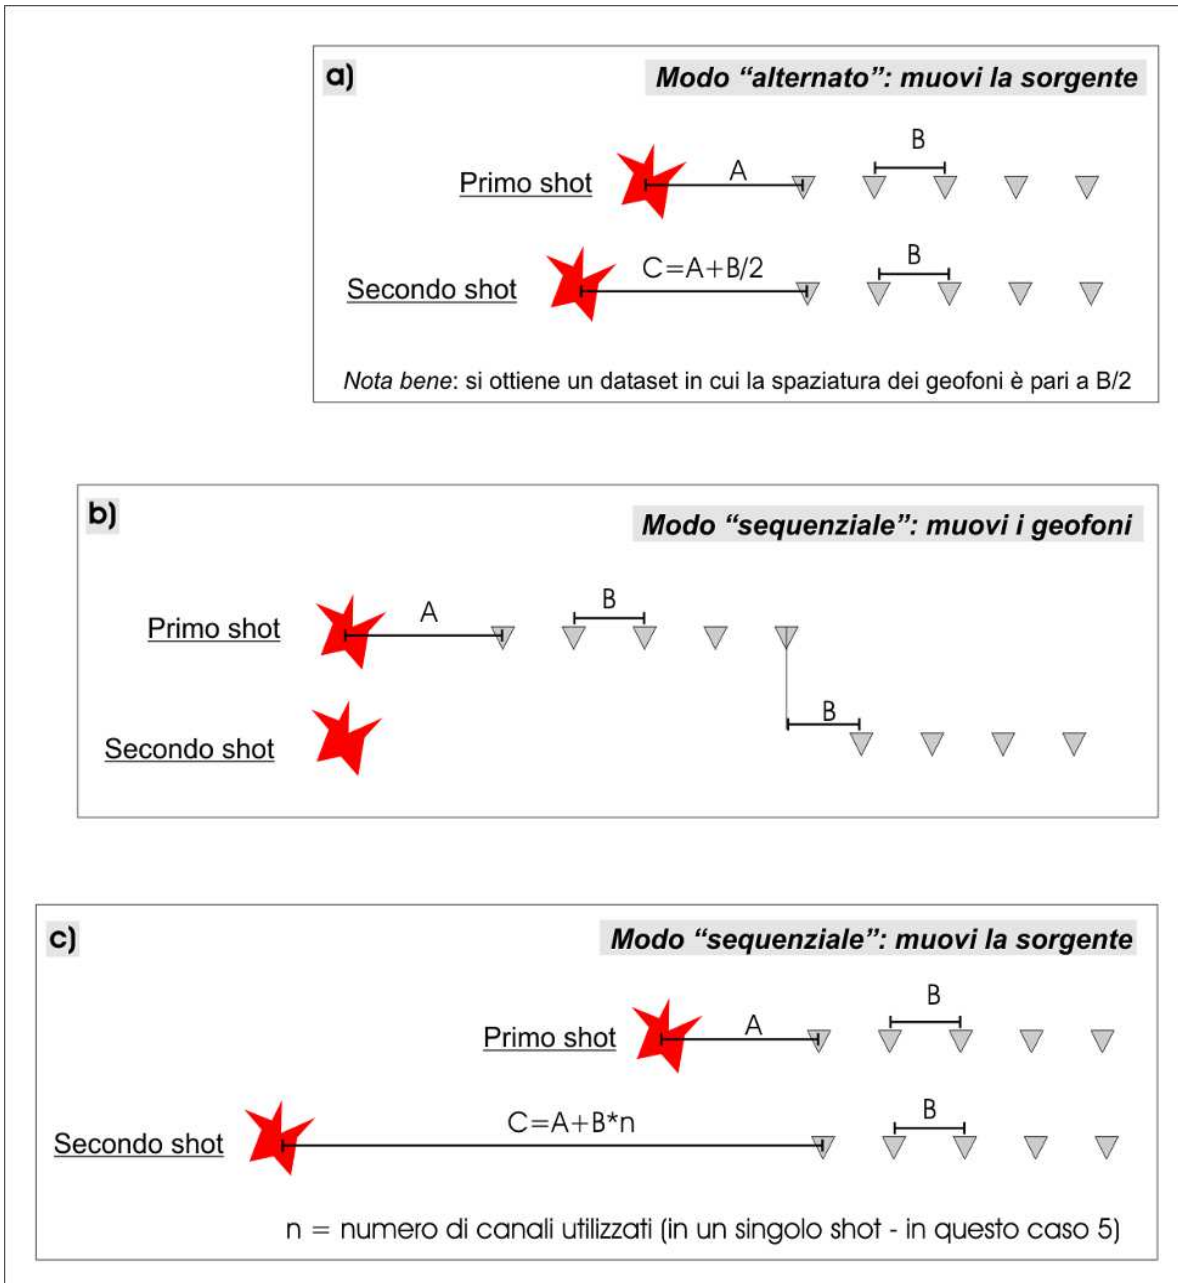 a)
Modo “alternato”: muovi la sorgente
B
Primo shot
A
B
Secondo shot
C=A+B/2
Nota bene: si ottiene un dataset in cui la spaziatura dei geofoni è pari a B/2
b)
Modo “sequenziale”: muovi i geofoni
Primo shot
A
B
Secondo shot
B
c)
Modo “sequenziale”: muovi la sorgente
B
Primo shot
A
B
Secondo shot
C=A+B*n
n = numero di canali utilizzati (in un singolo shot - in questo caso 5)